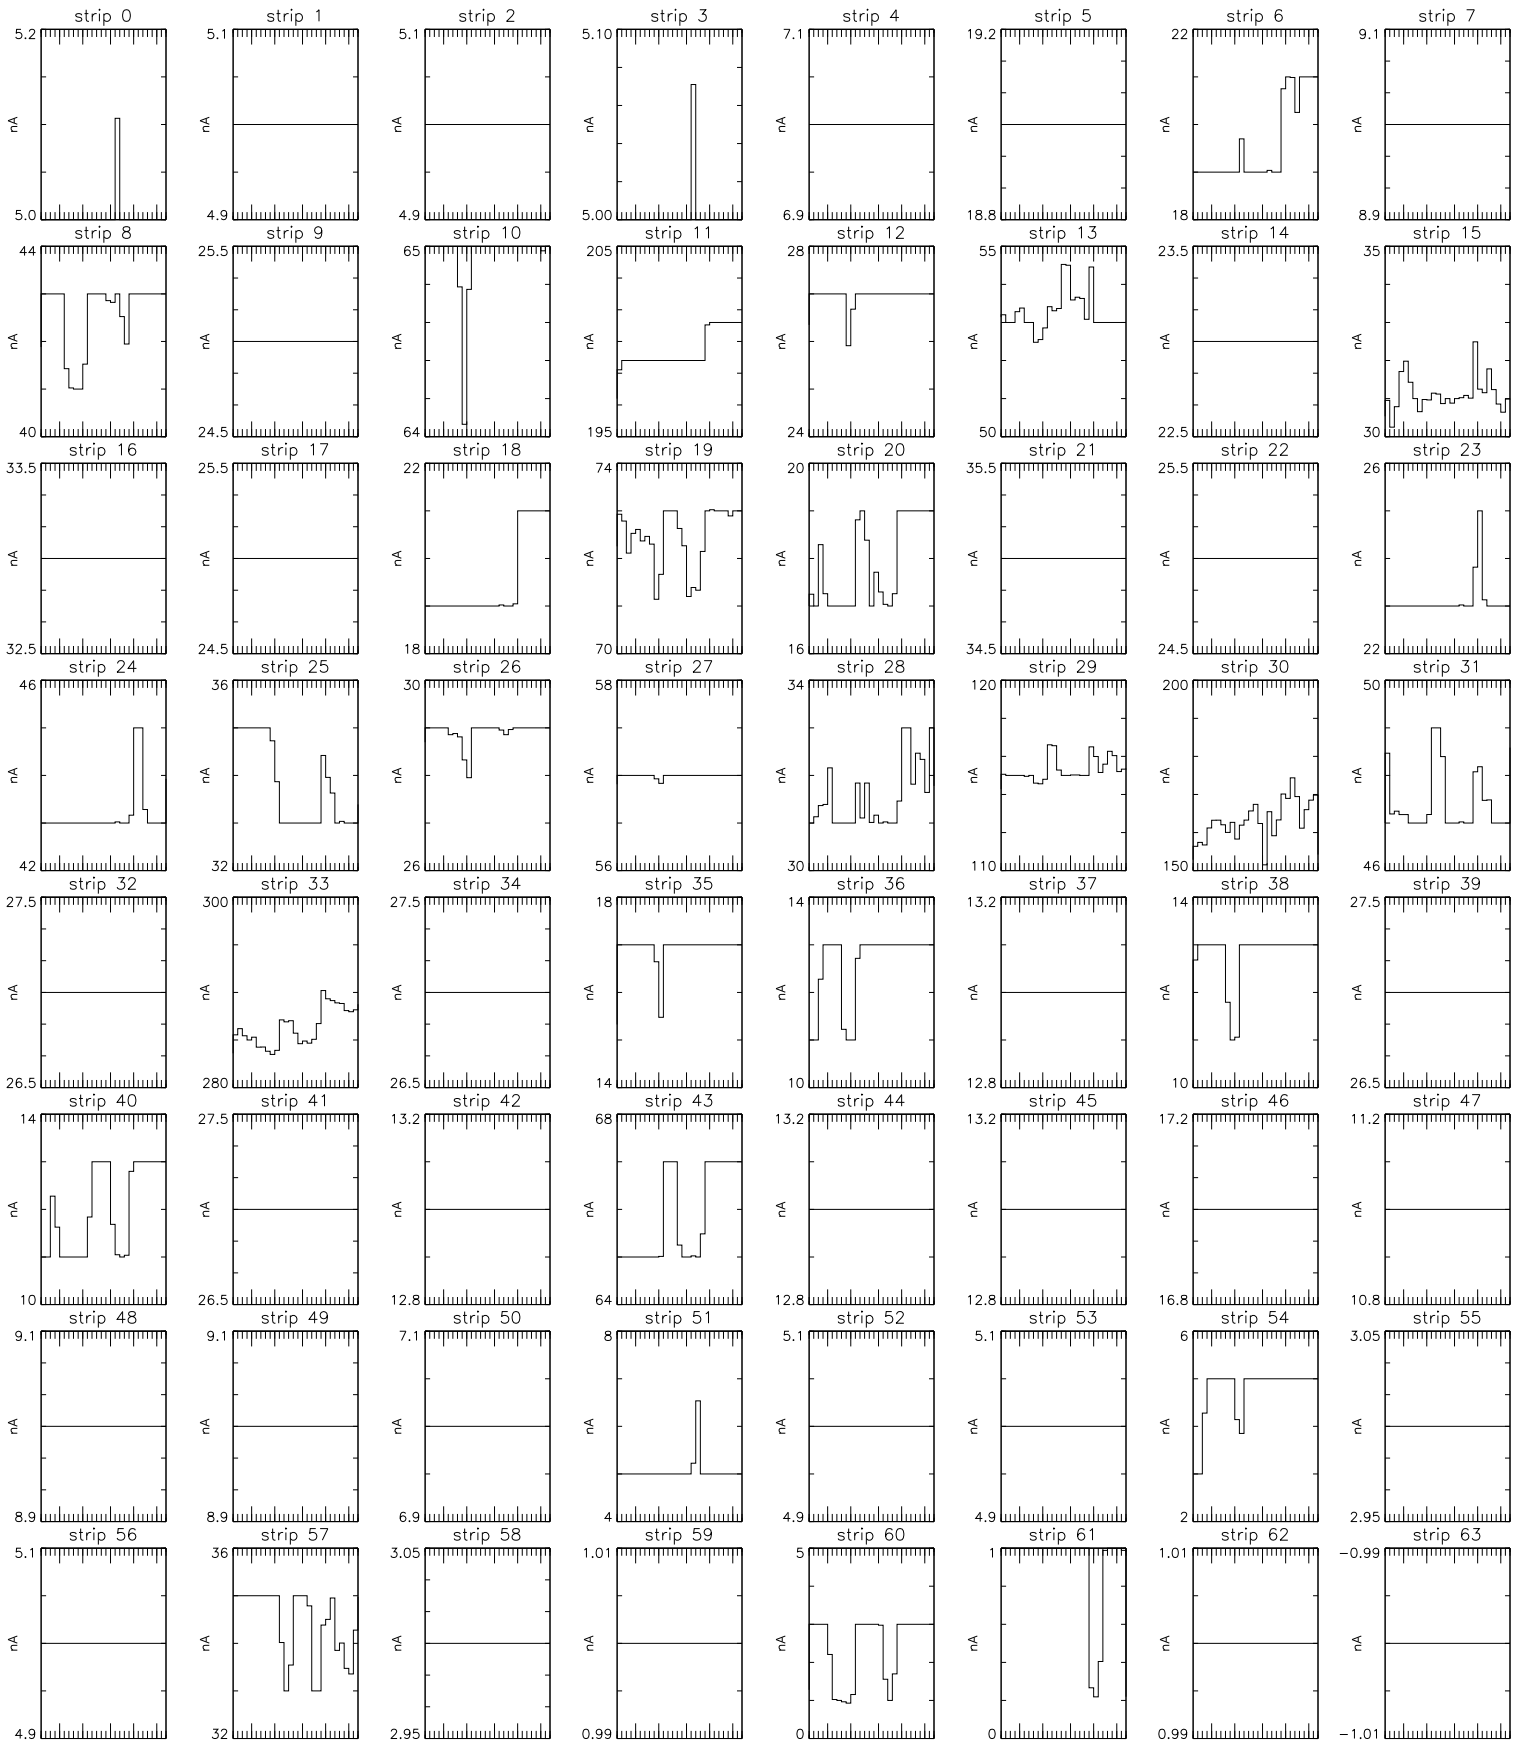 strip 0 strip 1 strip 2 strip 3 strip 4 strip 5 strip 6 strip 7
5.2 5.1 5.1 5.10 7.1 19.2 22 9.1
nA nA nA nA nA nA nA nA
5.0 4.9 4.9 5.00 6.9 18.8 18 8.9
strip 8 strip 9 strip 10 strip 11 strip 12 strip 13 strip 14 strip 15
44 25.5 65 205 28 55 23.5 35
nA nA nA nA nA nA nA nA
40 24.5 64 195 24 50 22.5 30
strip 16 strip 17 strip 18 strip 19 strip 20 strip 21 strip 22 strip 23
33.5 25.5 22 74 20 35.5 25.5 26
nA nA nA nA nA nA nA nA
32.5 24.5 18 70 16 34.5 24.5 22
strip 24 strip 25 strip 26 strip 27 strip 28 strip 29 strip 30 strip 31
46 36 30 58 34 120 200 50
nA nA nA nA nA nA nA nA
42 32 26 56 30 110 150 46
strip 32 strip 33 strip 34 strip 35 strip 36 strip 37 strip 38 strip 39
27.5 300 27.5 18 14 13.2 14 27.5
nA nA nA nA nA nA nA nA
26.5 280 26.5 14 10 12.8 10 26.5
strip 40 strip 41 strip 42 strip 43 strip 44 strip 45 strip 46 strip 47
14 27.5 13.2 68 13.2 13.2 17.2 11.2
nA nA nA nA nA nA nA nA
10 26.5 12.8 64 12.8 12.8 16.8 10.8
strip 48 strip 49 strip 50 strip 51 strip 52 strip 53 strip 54 strip 55
9.1 9.1 7.1 8 5.1 5.1 6 3.05
nA nA nA nA nA nA nA nA
8.9 8.9 6.9 4 4.9 4.9 2 2.95
strip 56 strip 57 strip 58 strip 59 strip 60 strip 61 strip 62 strip 63
5.1 36 3.05 1.01 5 1 1.01 −0.99
nA nA nA nA nA nA nA nA
4.9 32 2.95 0.99 0 0 0.99 −1.01